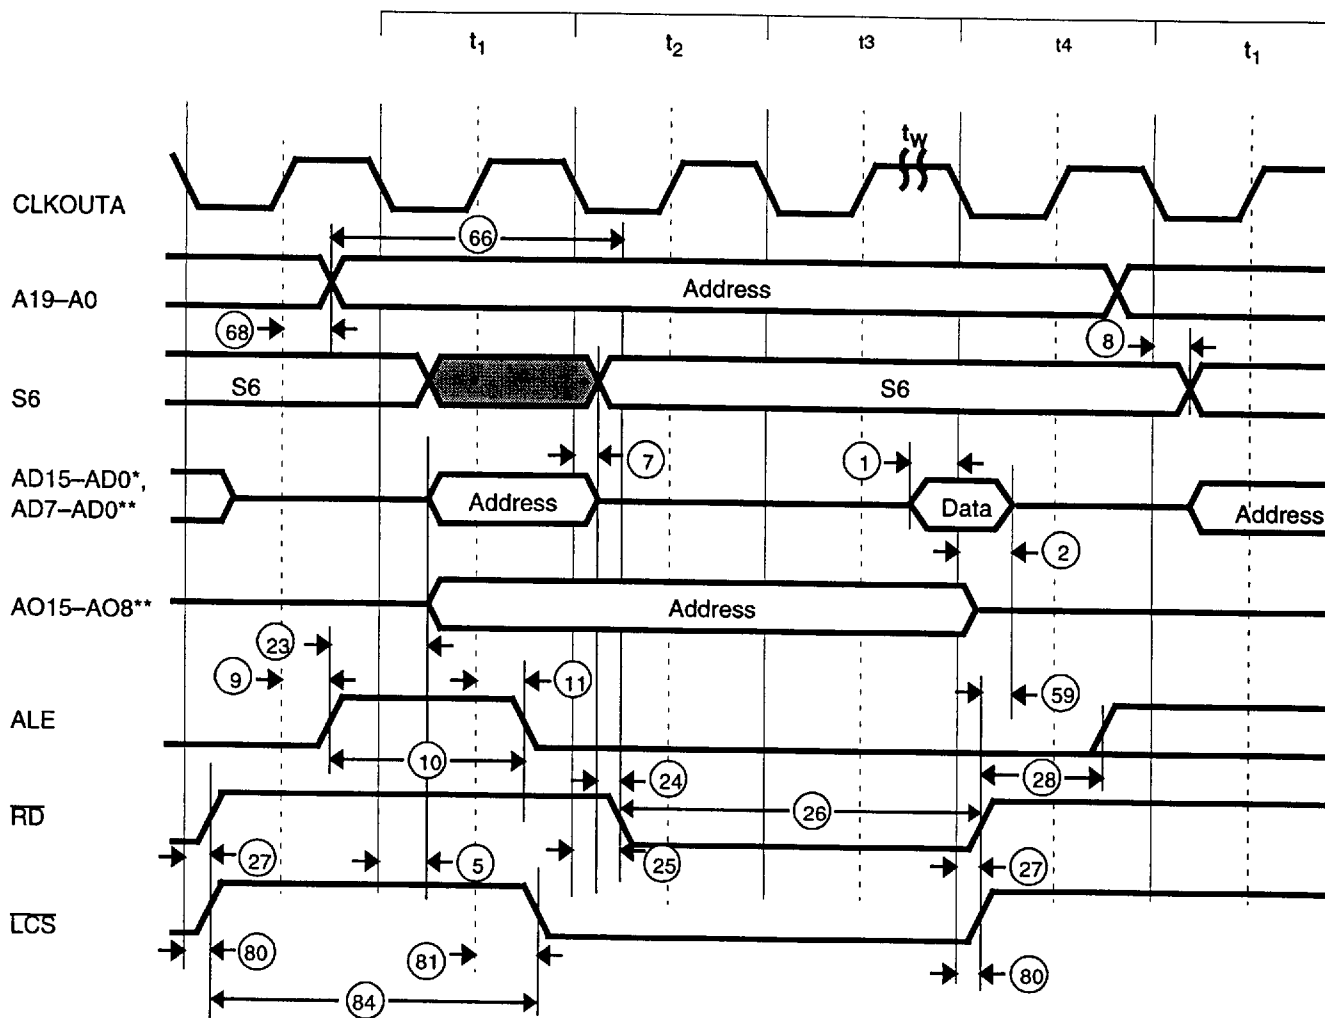 t1 t2 t3 t4 t1
tW
CLKOUTA
66
A19–A0 Address
68 8
S6 S6 S6
7 1
AD15–AD0*, Address Data Address
AD7–AD0**
2
AO15–AO8** Address
23
9 11 59
ALE
10 24 28
RD 26
27 5 25 27
LCS
80 81 80
84